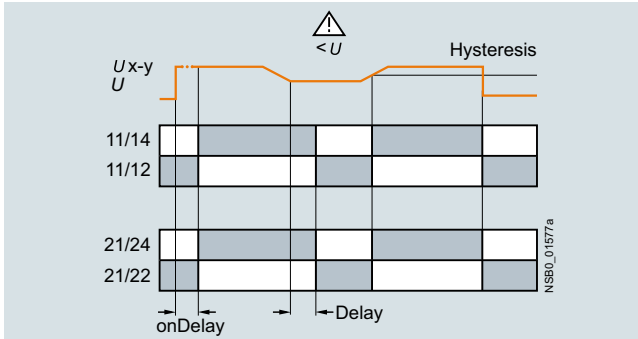 < U
Hysteresis
U x-y
U
11/14
11/12
21/24
21/22
NSB0_01577a
onDelay
Delay